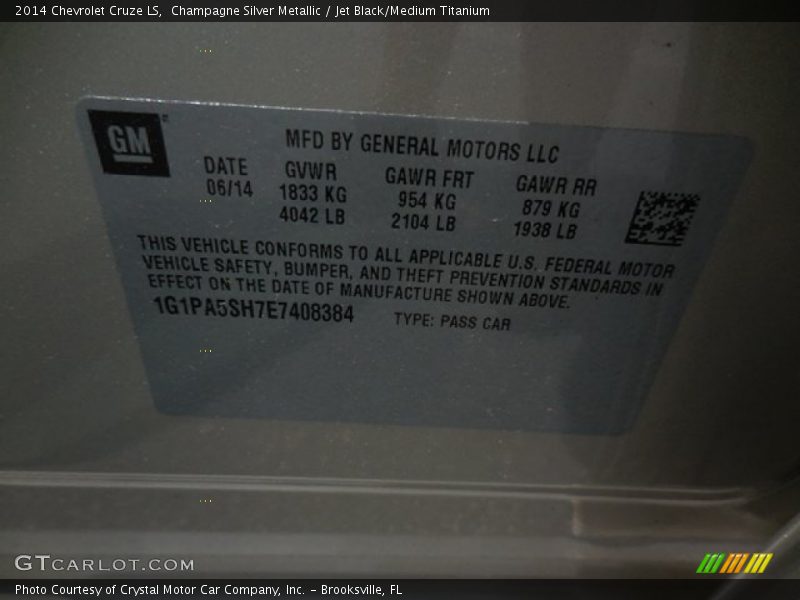 2014 Chevrolet Cruze LS,  Champagne Silver Metallic / Jet Black/Medium Titanium
GM
MFD BY GENERAL MOTORS LLC
DATE GVWR GAWR FRT GAWR RR
06/14 1833 KG 954 KG 879 KG
4042 LB 2104 LB 1938 LB
THIS VEHICLE CONFORMS TO ALL APPLICABLE U.S. FEDERAL MOTOR
VEHICLE SAFETY, BUMPER, AND THEFT PREVENTION STANDARDS IN
EFFECT ON THE DATE OF MANUFACTURE SHOWN ABOVE.
1G1PA5SH7E7408384 TYPE: PASS CAR
GTCARLOT.COM
Photo Courtesy of Crystal Motor Car Company, Inc. – Brooksville, FL